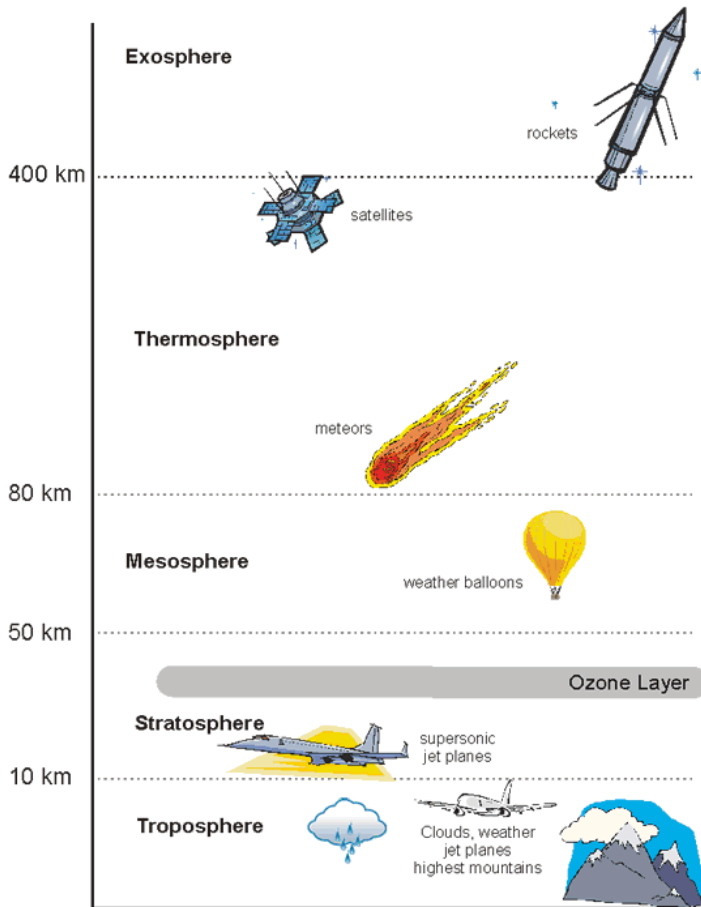 Exosphere
rockets
400 km
satellites
Thermosphere
meteors
80 km
Mesosphere
weather balloons
50 km
Ozone Layer
Stratosphere
supersonic
jet planes
10 km
Troposphere
Clouds, weather
jet planes
highest mountains